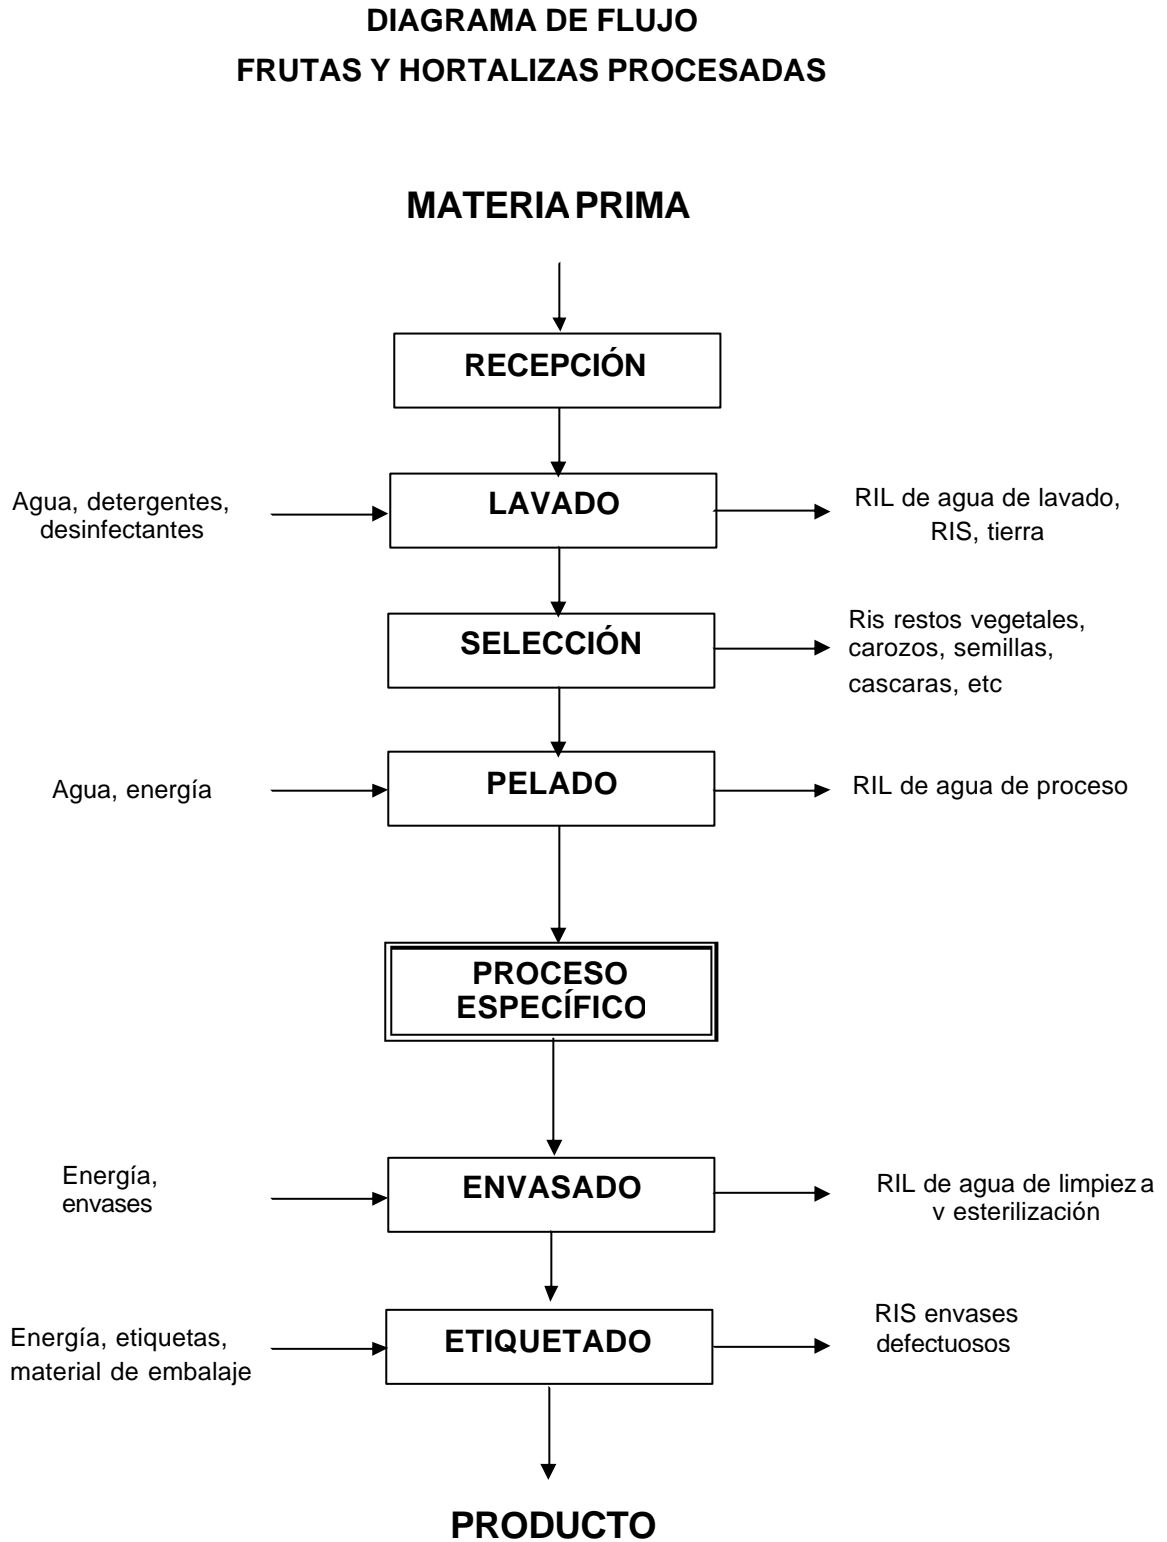 DIAGRAMA DE FLUJO
FRUTAS Y HORTALIZAS PROCESADAS
MATERIA PRIMA
RECEPCIÓN
Agua, detergentes,
desinfectantes
LAVADO
RIL de agua de lavado,
RIS, tierra
SELECCIÓN
Ris restos vegetales,
carozos, semillas,
cascaras, etc
Agua, energía
PELADO
RIL de agua de proceso
PROCESO
ESPECÍFICO
Energía,
envases
ENVASADO
RIL de agua de limpieza
y esterilización
Energía, etiquetas,
material de embalaje
ETIQUETADO
RIS envases
defectuosos
PRODUCTO